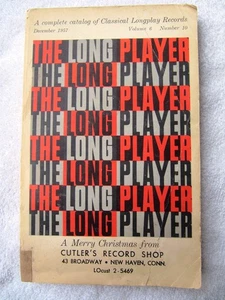 A complete catalog of Classical Longplay Records
December 1957 Volume 6 Number 10
THE LONG PLAYER
THE LONG PLAYER
THE LONG PLAYER
THE LONG PLAYER
THE LONG PLAYER
THE LONG PLAYER
THE LONG PLAYER
THE LONG PLAYER
A Merry Christmas from
CUTLER'S RECORD SHOP
43 BROADWAY • NEW HAVEN, CONN.
LOcust 2-5469